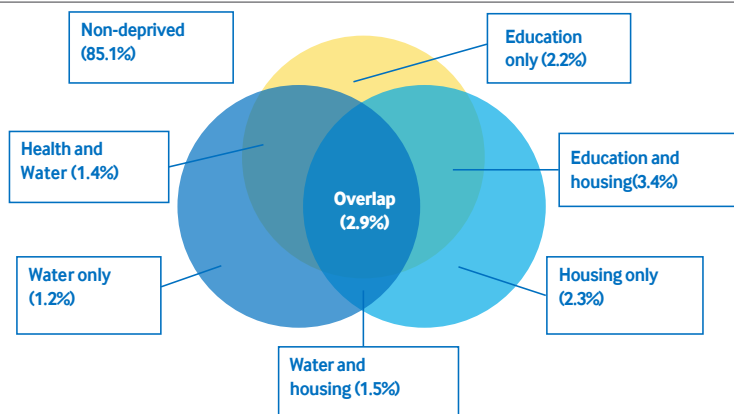 Non-deprived
(85.1%)
Education
only (2.2%)
Health and
Water (1.4%)
Education and
housing(3.4%)
Overlap
(2.9%)
Water only
(1.2%)
Housing only
(2.3%)
Water and
housing (1.5%)